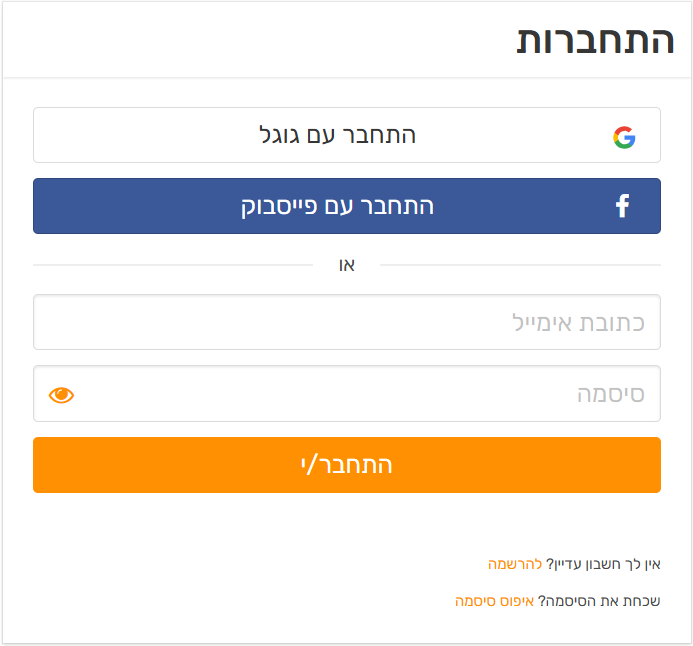 התחברות
התחבר עם גוגל
התחבר עם פייסבוק
או
כתובת אימייל
סיסמה
התחבר/י
אין לך חשבון עדיין? להרשמה
שכחת את הסיסמה? איפוס סיסמה